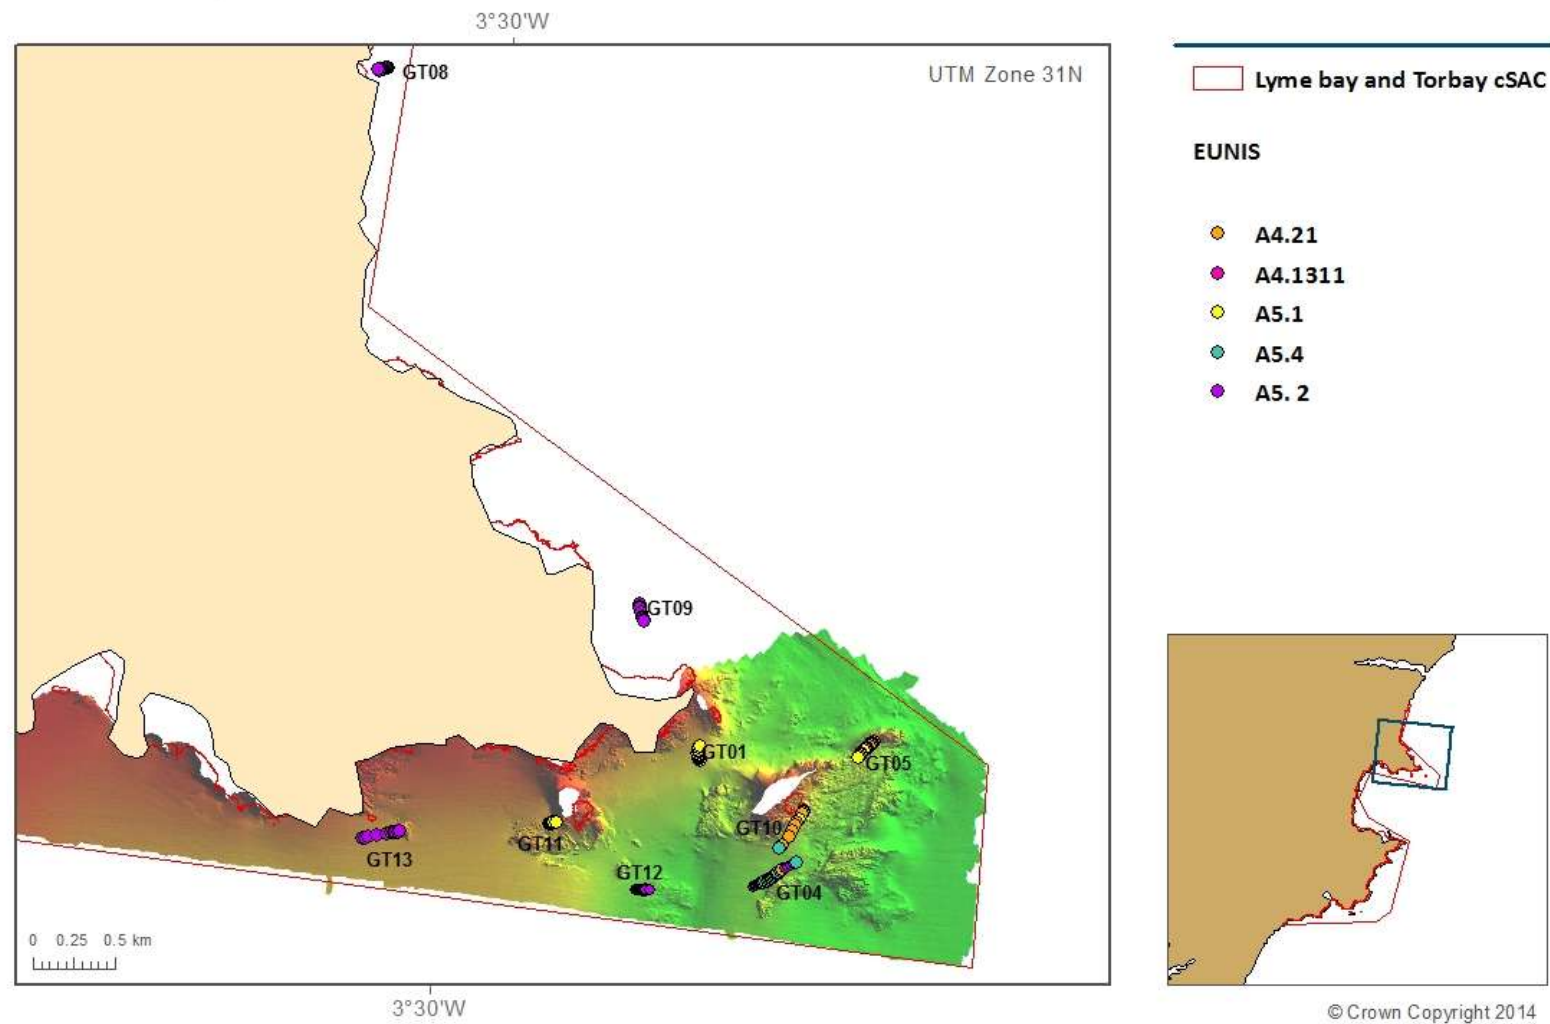 3°30'W
UTM Zone 31N
GT08
Lyme bay and Torbay cSAC
EUNIS
A4.21
A4.1311
A5.1
A5.4
A5. 2
GT09
GT01
GT05
GT10
GT11
GT13
GT12
GT04
0 0.25 0.5 km
3°30'W
© Crown Copyright 2014